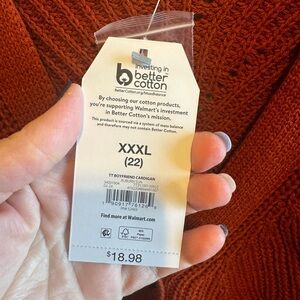 investing in
better
cotton
BetterCotton.org/MassBalance
By choosing our cotton products,
you're supporting Walmart's investment
in Better Cotton's mission.
This product is sourced via a system of mass balance
and therefore may not contain Better Cotton.
XXXL
(22)
TT BOYFRIEND CARDIGAN
Find more at Walmart.com
FSC
$18.98